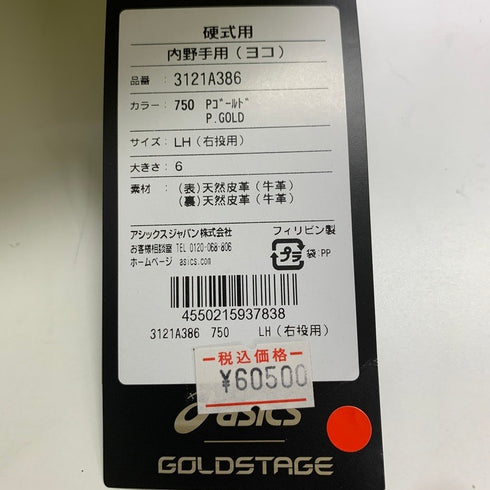 硬式用
内野手用(ヨコ)
品番 : 3121A386
カラー : 750 Pゴールド
P.GOLD
サイズ : LH(右投用)
大きさ : 6
素材 : (表)天然皮革(牛革)
(裏)天然皮革(牛革)
アシックスジャパン株式会社 フィリピン製
お客様相談室 TEL 0120-068-806
ホームページ asics.com
プラ 袋:PP
4550215937838
3121A386 750 LH(右投用)
税込価格
¥60500
asics
GOLDSTAGE